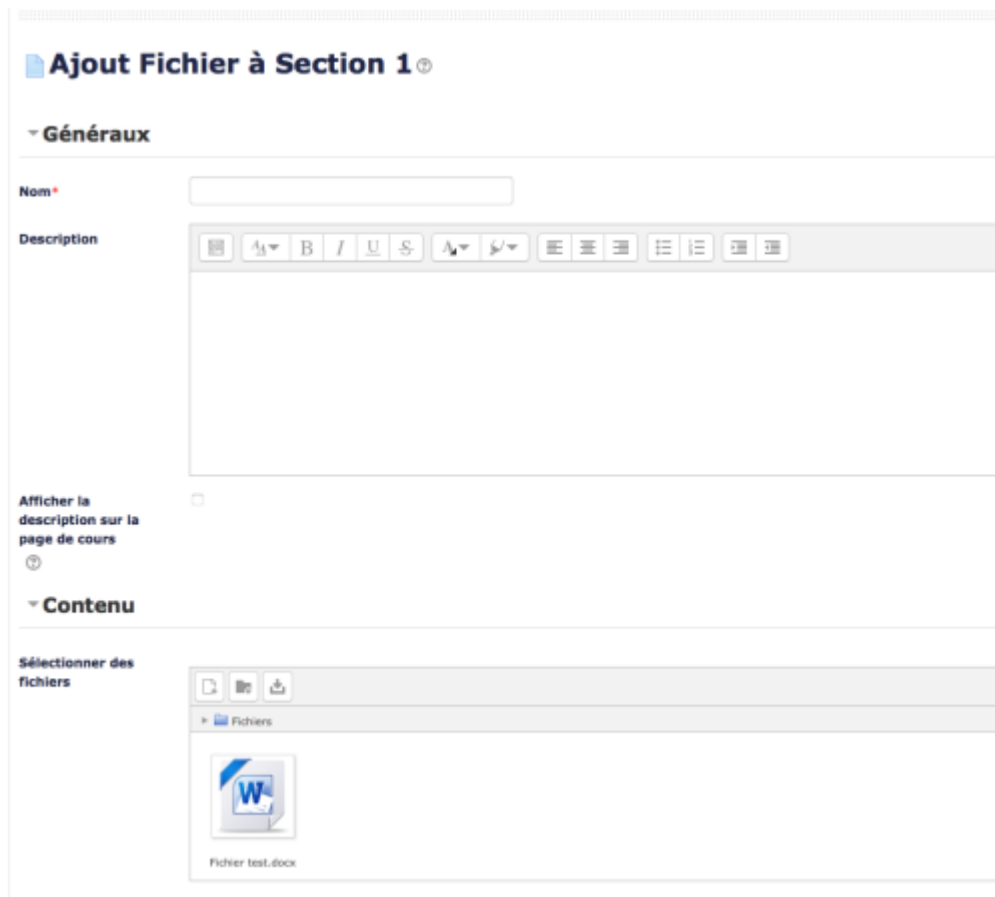 Ajout Fichier à Section 1
Généraux
Nom*
Description
B I U S
Afficher la
description sur la
page de cours
Contenu
Sélectionner des
fichiers
Fichiers
W
Fichier test.docx